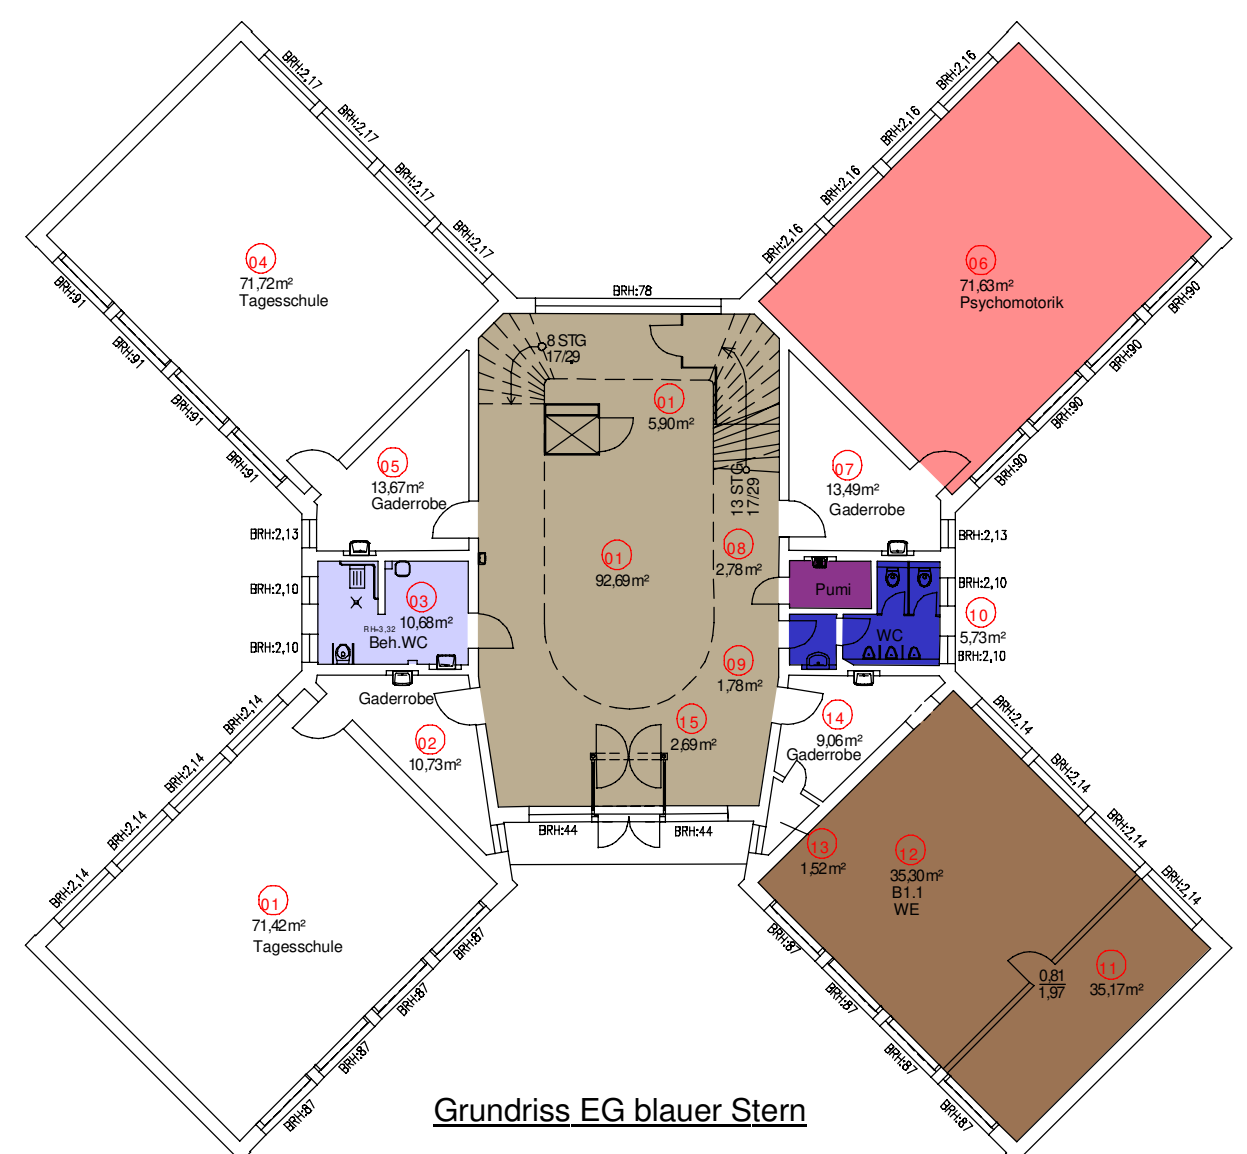 BRH:2,17
BRH:2,17
BRH:2,17
BRH:2,17
BRH:2,16
BRH:2,16
BRH:2,16
BRH:2,16
04
71,72m²
Tagesschule
06
71,63m²
Psychomotorik
BRH:91
BRH:91
BRH:91
BRH:91
BRH:78
BRH:90
BRH:90
BRH:90
BRH:90
8 STG
17/29
01
5,90m²
05
13,67m²
Gaderrobe
07
13,49m²
Gaderrobe
13 STG
17/29
BRH:2,13
BRH:2,13
01
92,69m²
08
2,78m²
BRH:2,10
BRH:2,10
Pumi
03
10,68m²
RH=3,32
Beh.WC
WC
10
5,73m²
BRH:2,10
BRH:2,10
09
1,78m²
Gaderrobe
02
10,73m²
15
2,69m²
14
9,06m²
Gaderrobe
BRH:2,14
BRH:2,14
BRH:2,14
BRH:2,14
BRH:2,14
BRH:2,14
BRH:2,14
BRH:2,14
BRH:44
BRH:44
13
1,52m²
12
35,30m²
B1.1
WE
01
71,42m²
Tagesschule
11
35,17m²
0,81
1,97
BRH:87
BRH:87
BRH:87
BRH:87
BRH:87
BRH:87
BRH:87
BRH:87
Grundriss EG blauer Stern